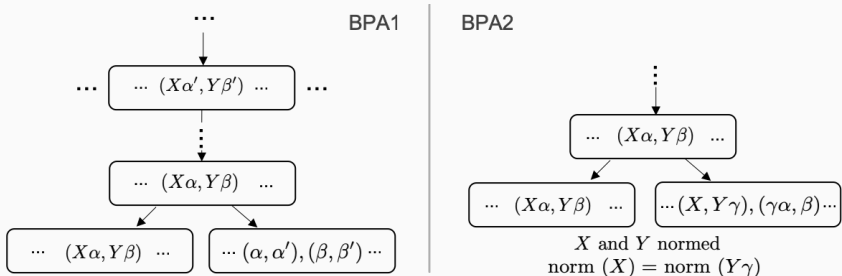 ...
BPA1
BPA2
... ... (Xα′, Yβ′) ... ...
⋮
⋮
... (Xα, Yβ) ...
... (Xα, Yβ) ...
... (Xα, Yβ) ...
... (α, α′), (β, β′) ...
... (Xα, Yβ) ...
...(X, Yγ), (γα, β)...
X and Y normed
norm (X) = norm (Yγ)